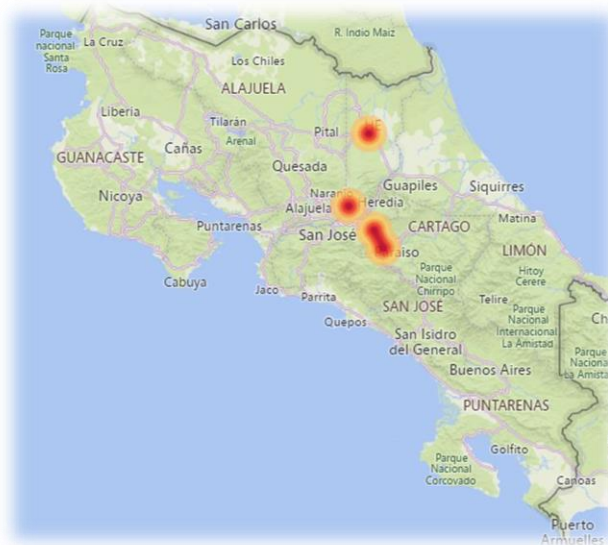 San Carlos
Parque
nacional
Santa
Rosa
La Cruz
R. Indio Maiz
Los Chiles
ALAJUELA
Liberia
Tilarán
Arenal
Pital
Cañas
GUANACASTE
Quesada
Nicoya
Guapiles
Siquirres
Alajuela
Heredia
Matina
Puntarenas
San José
CARTAGO
LIMÓN
Cabuya
Parque
Nacional
Chirripo
Hitoy
Cerere
Jaco
Parrita
SAN JOSÉ
Telire
Quepos
Parque
Nacional
Internacional
La Amistad
San Isidro
del General
Buenos Aires
PUNTARENAS
Golfito
Parque
Nacional
Corcovado
Canoas
Puerto
Armuelles